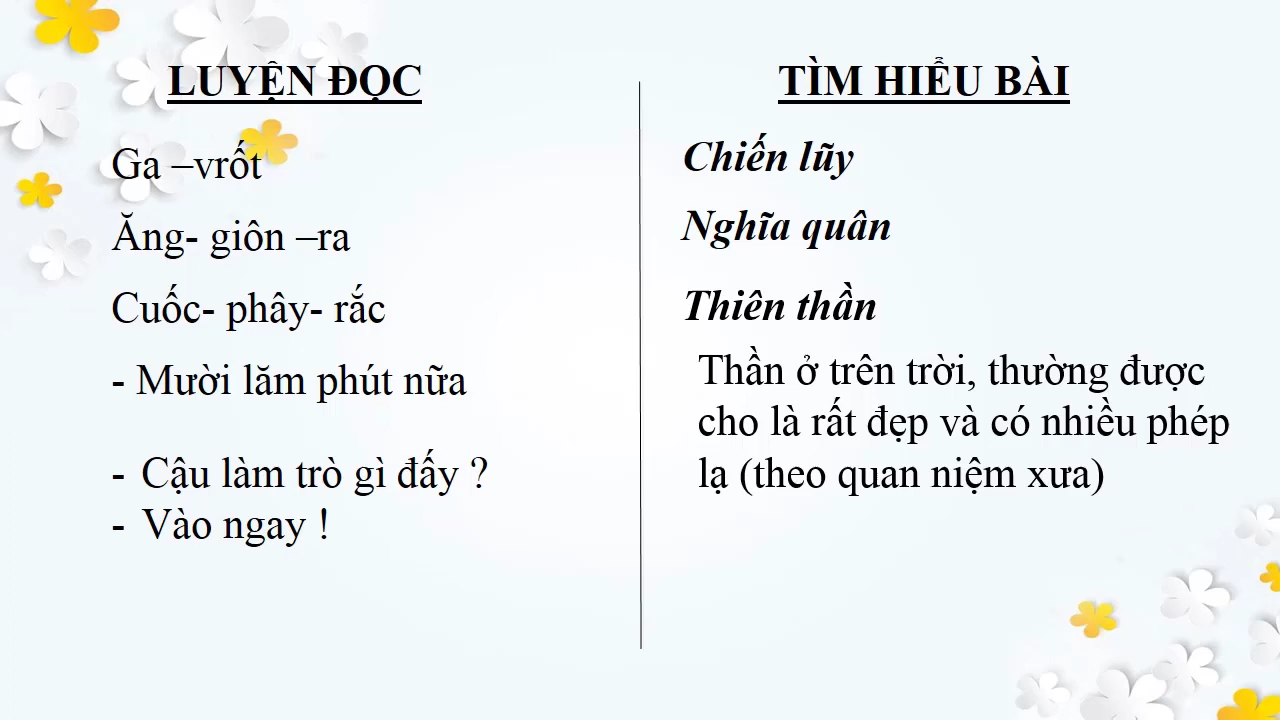 LUYỆN ĐỌC
Ga –vrốt
Ăng- giôn –ra
Cuốc- phây- rắc
- Mười lăm phút nữa
- Cậu làm trò gì đấy ?
- Vào ngay !
TÌM HIỂU BÀI
Chiến lũy
Nghĩa quân
Thiên thần
Thần ở trên trời, thường được
cho là rất đẹp và có nhiều phép
lạ (theo quan niệm xưa)